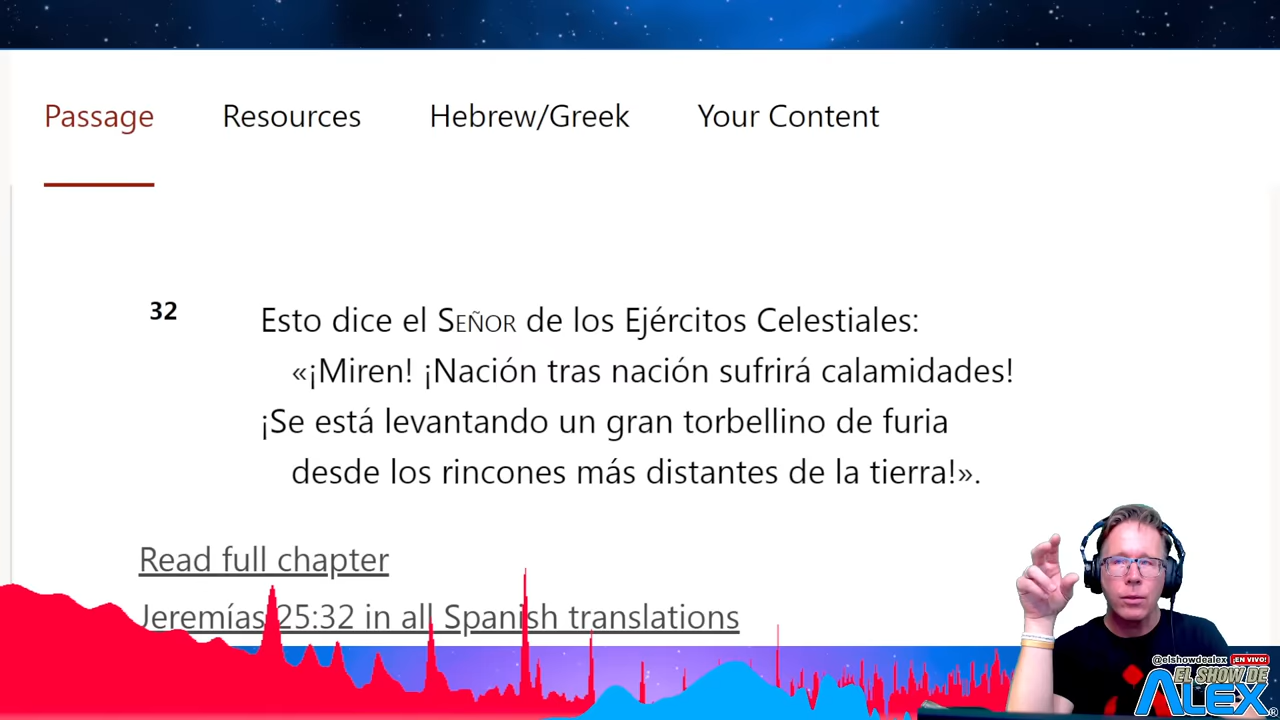 Passage Resources Hebrew/Greek Your Content
32 Esto dice el SEÑOR de los Ejércitos Celestiales:
«¡Miren! ¡Nación tras nación sufrirá calamidades!
¡Se está levantando un gran torbellino de furia
desde los rincones más distantes de la tierra!».
Read full chapter
Jeremías 25:32 in all Spanish translations
@elshowdealex ¡EN VIVO!
EL SHOW DE
ALEX